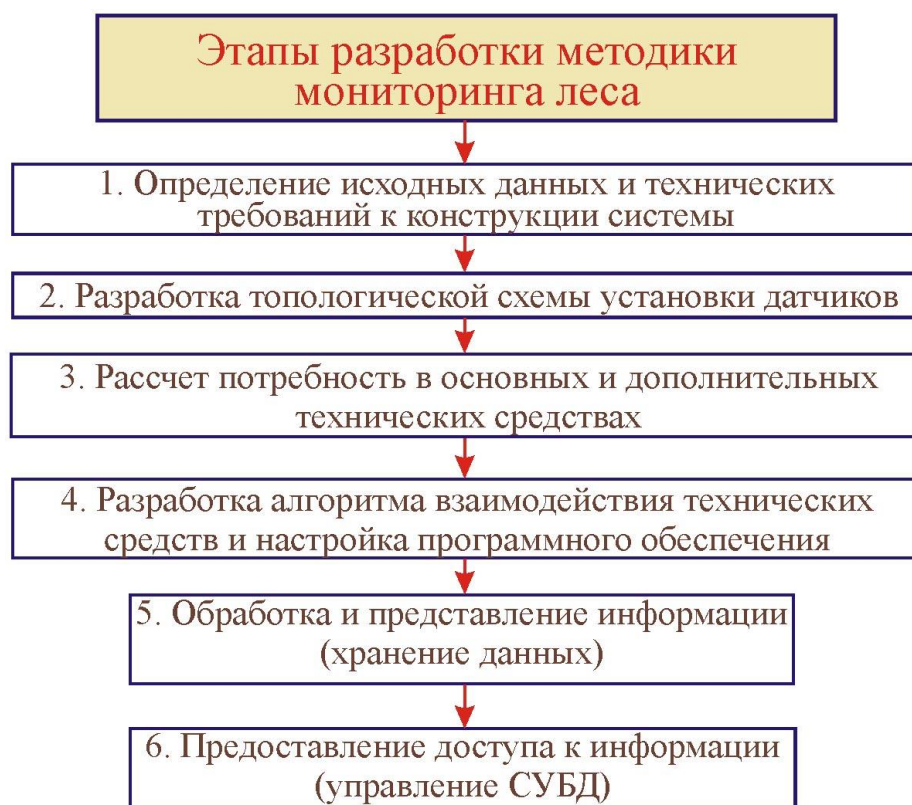 Этапы разработки методики
мониторинга леса
1. Определение исходных данных и технических
требований к конструкции системы
2. Разработка топологической схемы установки датчиков
3. Рассчет потребность в основных и дополнительных
технических средствах
4. Разработка алгоритма взаимодействия технических
средств и настройка программного обеспечения
5. Обработка и представление информации
(хранение данных)
6. Предоставление доступа к информации
(управление СУБД)